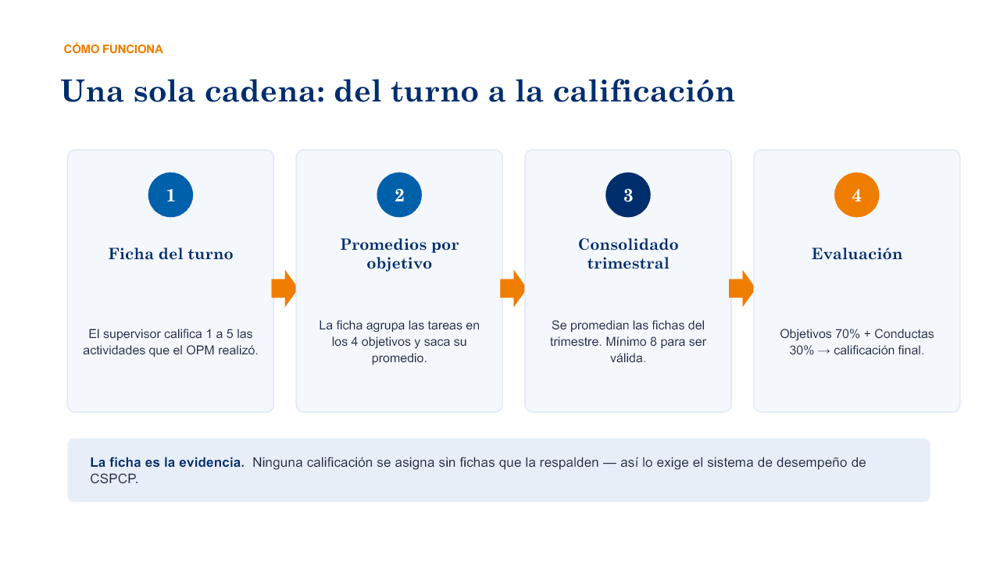 CÓMO FUNCIONA
Una sola cadena: del turno a la calificación
1
Ficha del turno
El supervisor califica 1 a 5 las
actividades que el OPM realizó.
2
Promedios por
objetivo
La ficha agrupa las tareas en
los 4 objetivos y saca su
promedio.
3
Consolidado
trimestral
Se promedian las fichas del
trimestre. Mínimo 8 para ser
válida.
4
Evaluación
Objetivos 70% + Conductas
30% → calificación final.
La ficha es la evidencia. Ninguna calificación se asigna sin fichas que la respalden — así lo exige el sistema de desempeño de
CSPCP.